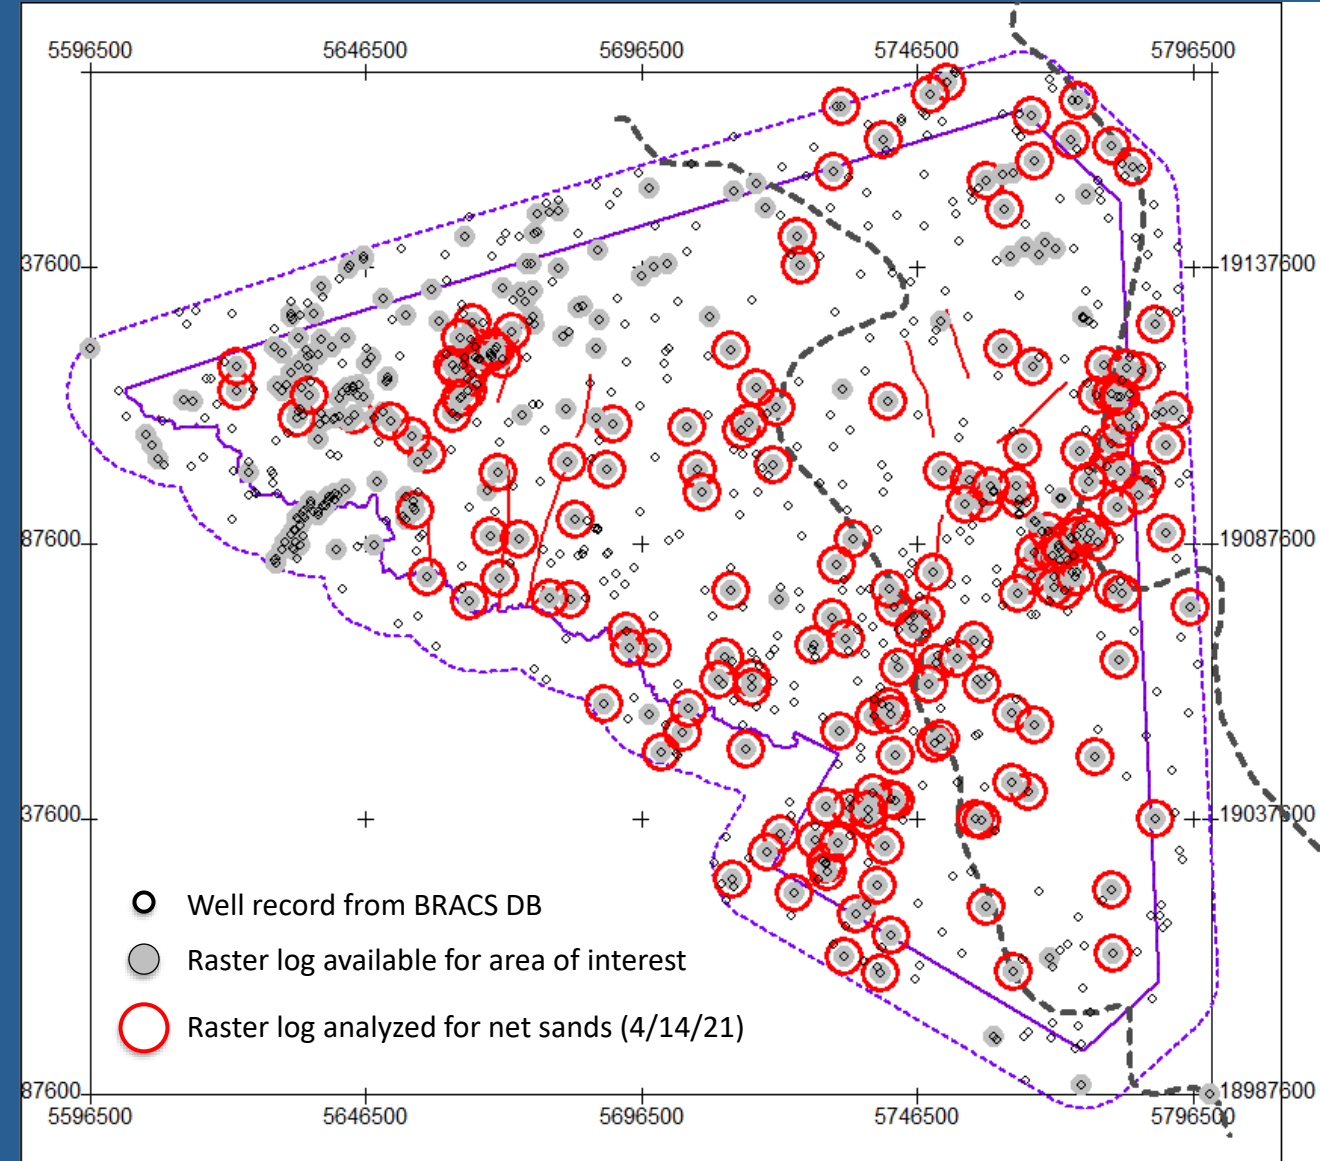 5596500 5646500 5696500 5746500 5796500
37600 19137600
87600 19087600
37600 19037600
Well record from BRACS DB
Raster log available for area of interest
Raster log analyzed for net sands (4/14/21)
87600 18987600
5596500 5646500 5696500 5746500 5796500